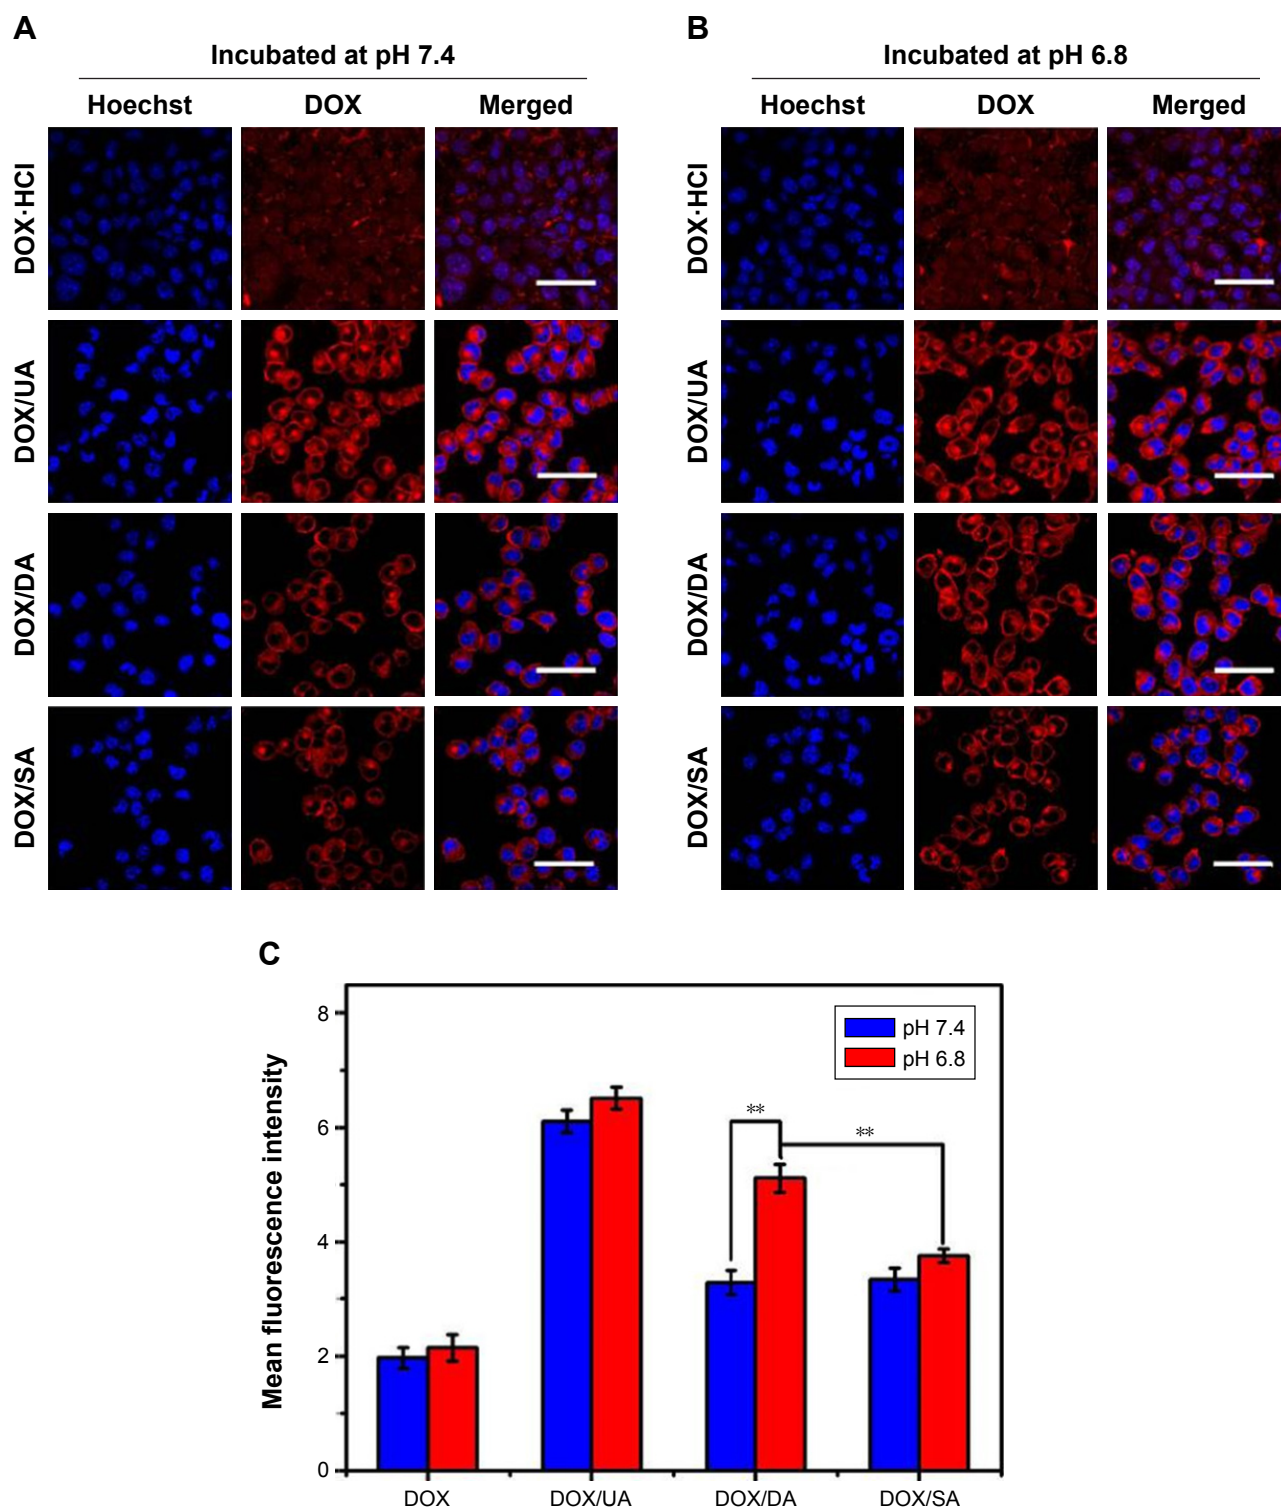 A
Incubated at pH 7.4
Hoechst DOX Merged
DOX·HCl
DOX/UA
DOX/DA
DOX/SA
B
Incubated at pH 6.8
Hoechst DOX Merged
DOX·HCl
DOX/UA
DOX/DA
DOX/SA
C
Mean fluorescence intensity
8
6
4
2
0
pH 7.4
pH 6.8
**
**
DOX DOX/UA DOX/DA DOX/SA